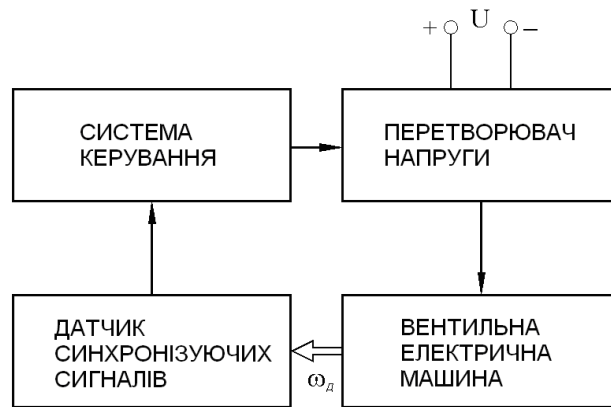 + U −
СИСТЕМА
КЕРУВАННЯ
ПЕРЕТВОРЮВАЧ
НАПРУГИ
ДАТЧИК
СИНХРОНІЗУЮЧИХ
СИГНАЛІВ
ωд
ВЕНТИЛЬНА
ЕЛЕКТРИЧНА
МАШИНА